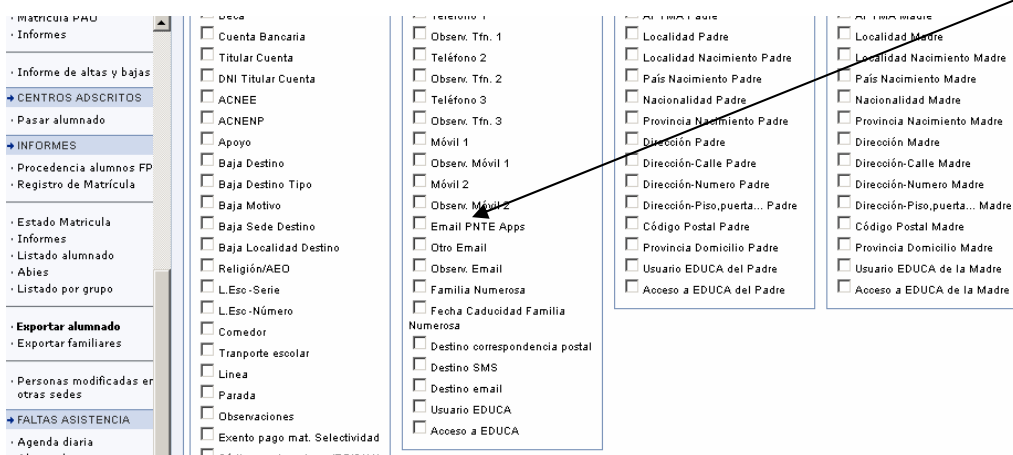 · Matricula PAU
· Informes
· Informe de altas y bajas
CENTROS ADSCRITOS
· Pasar alumnado
INFORMES
· Procedencia alumnos FP
· Registro de Matrícula
· Estado Matricula
· Informes
· Listado alumnado
· Abies
· Listado por grupo
· Exportar alumnado
· Exportar familiares
· Personas modificadas en
otras sedes
FALTAS ASISTENCIA
· Agenda diaria
Cuenta Bancaria
Titular Cuenta
DNI Titular Cuenta
ACNEE
ACNENP
Apoyo
Baja Destino
Baja Destino Tipo
Baja Motivo
Baja Sede Destino
Baja Localidad Destino
Religión/AEO
L.Esc-Serie
L.Esc-Número
Comedor
Tranporte escolar
Linea
Parada
Observaciones
Exento pago mat. Selectividad
Teléfono 1
Observ. Tfn. 1
Teléfono 2
Observ. Tfn. 2
Teléfono 3
Observ. Tfn. 3
Móvil 1
Observ. Móvil 1
Móvil 2
Observ. Móvil 2
Email PNTE Apps
Otro Email
Observ. Email
Familia Numerosa
Fecha Caducidad Familia
Numerosa
Destino correspondencia postal
Destino SMS
Destino email
Usuario EDUCA
Acceso a EDUCA
Localidad Padre
Localidad Nacimiento Padre
País Nacimiento Padre
Nacionalidad Padre
Provincia Nacimiento Padre
Dirección Padre
Dirección-Calle Padre
Dirección-Numero Padre
Dirección-Piso,puerta... Padre
Código Postal Padre
Provincia Domicilio Padre
Usuario EDUCA del Padre
Acceso a EDUCA del Padre
Localidad Madre
Localidad Nacimiento Madre
País Nacimiento Madre
Nacionalidad Madre
Provincia Nacimiento Madre
Dirección Madre
Dirección-Calle Madre
Dirección-Numero Madre
Dirección-Piso,puerta... Madre
Código Postal Madre
Provincia Domicilio Madre
Usuario EDUCA de la Madre
Acceso a EDUCA de la Madre